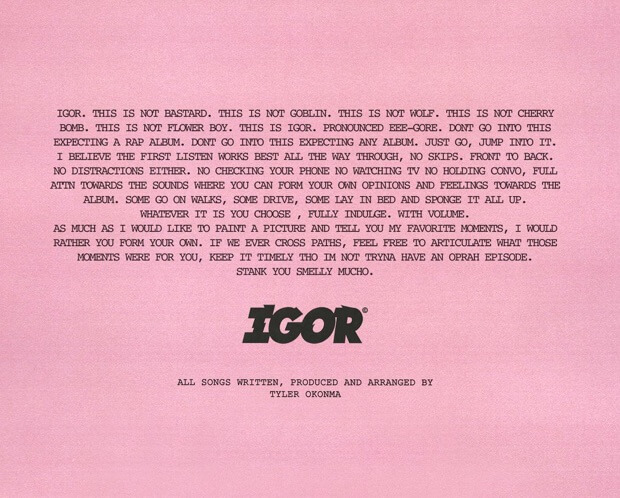 IGOR. THIS IS NOT BASTARD. THIS IS NOT GOBLIN. THIS IS NOT WOLF. THIS IS NOT CHERRY
BOMB. THIS IS NOT FLOWER BOY. THIS IS IGOR. PRONOUNCED EEE-GORE. DONT GO INTO THIS
EXPECTING A RAP ALBUM. DONT GO INTO THIS EXPECTING ANY ALBUM. JUST GO, JUMP INTO IT.
I BELIEVE THE FIRST LISTEN WORKS BEST ALL THE WAY THROUGH, NO SKIPS. FRONT TO BACK.
NO DISTRACTIONS EITHER. NO CHECKING YOUR PHONE NO WATCHING TV NO HOLDING CONVO, FULL
ATTN TOWARDS THE SOUNDS WHERE YOU CAN FORM YOUR OWN OPINIONS AND FEELINGS TOWARDS THE
ALBUM. SOME GO ON WALKS, SOME DRIVE, SOME LAY IN BED AND SPONGE IT ALL UP.
WHATEVER IT IS YOU CHOOSE , FULLY INDULGE. WITH VOLUME.
AS MUCH AS I WOULD LIKE TO PAINT A PICTURE AND TELL YOU MY FAVORITE MOMENTS, I WOULD
RATHER YOU FORM YOUR OWN. IF WE EVER CROSS PATHS, FEEL FREE TO ARTICULATE WHAT THOSE
MOMENTS WERE FOR YOU, KEEP IT TIMELY THO IM NOT TRYNA HAVE AN OPRAH EPISODE.
STANK YOU SMELLY MUCHO.
IGOR©
ALL SONGS WRITTEN, PRODUCED AND ARRANGED BY
TYLER OKONMA